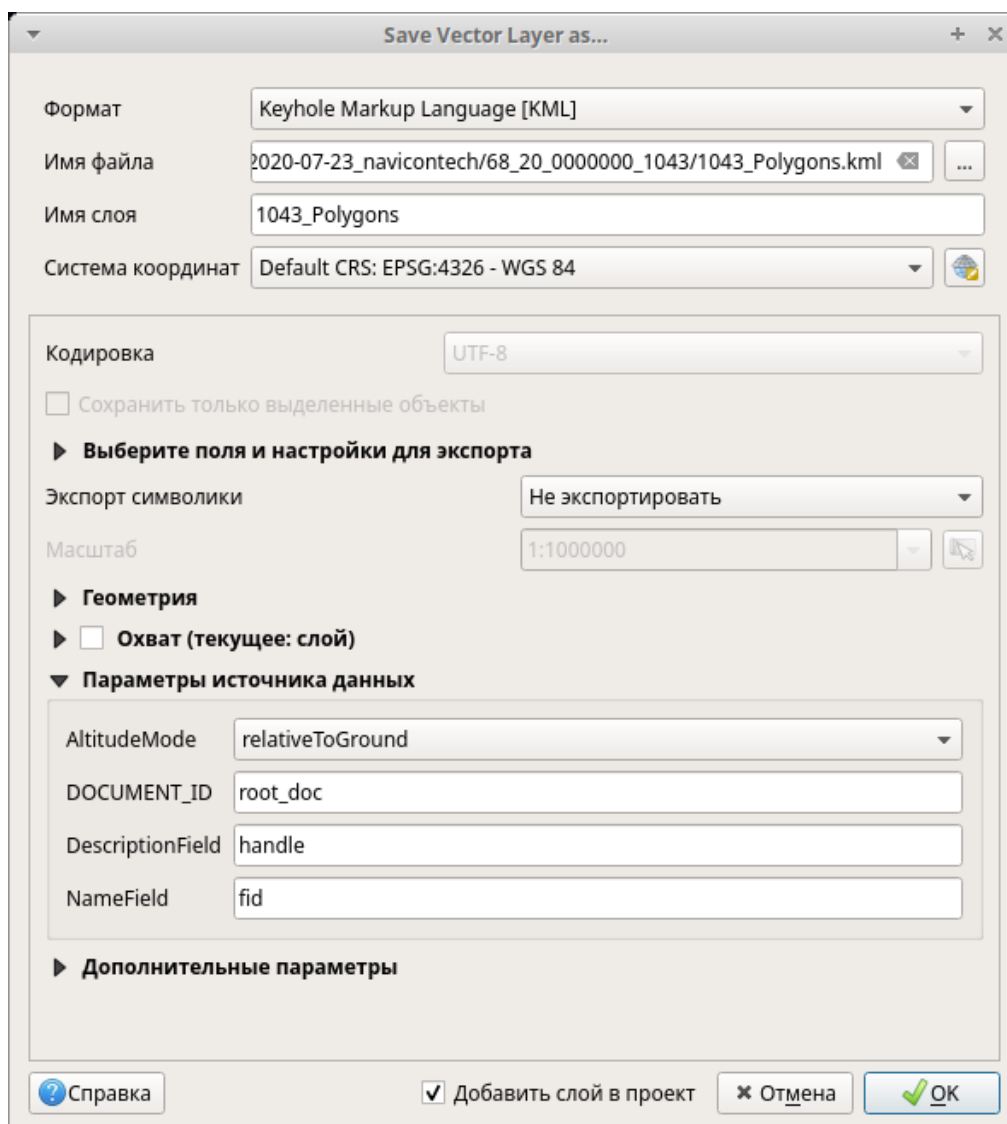 Save Vector Layer as...
Формат Keyhole Markup Language [KML]
Имя файла 2020-07-23_navicontech/68_20_0000000_1043/1043_Polygons.kml ...
Имя слоя 1043_Polygons
Система координат Default CRS: EPSG:4326 - WGS 84
Кодировка UTF-8
Сохранить только выделенные объекты
Выберите поля и настройки для экспорта
Экспорт символики Не экспортировать
Масштаб 1:1000000
Геометрия
Охват (текущее: слой)
Параметры источника данных
AltitudeMode relativeToGround
DOCUMENT_ID root_doc
DescriptionField handle
NameField fid
Дополнительные параметры
Справка Добавить слой в проект Отмена OK